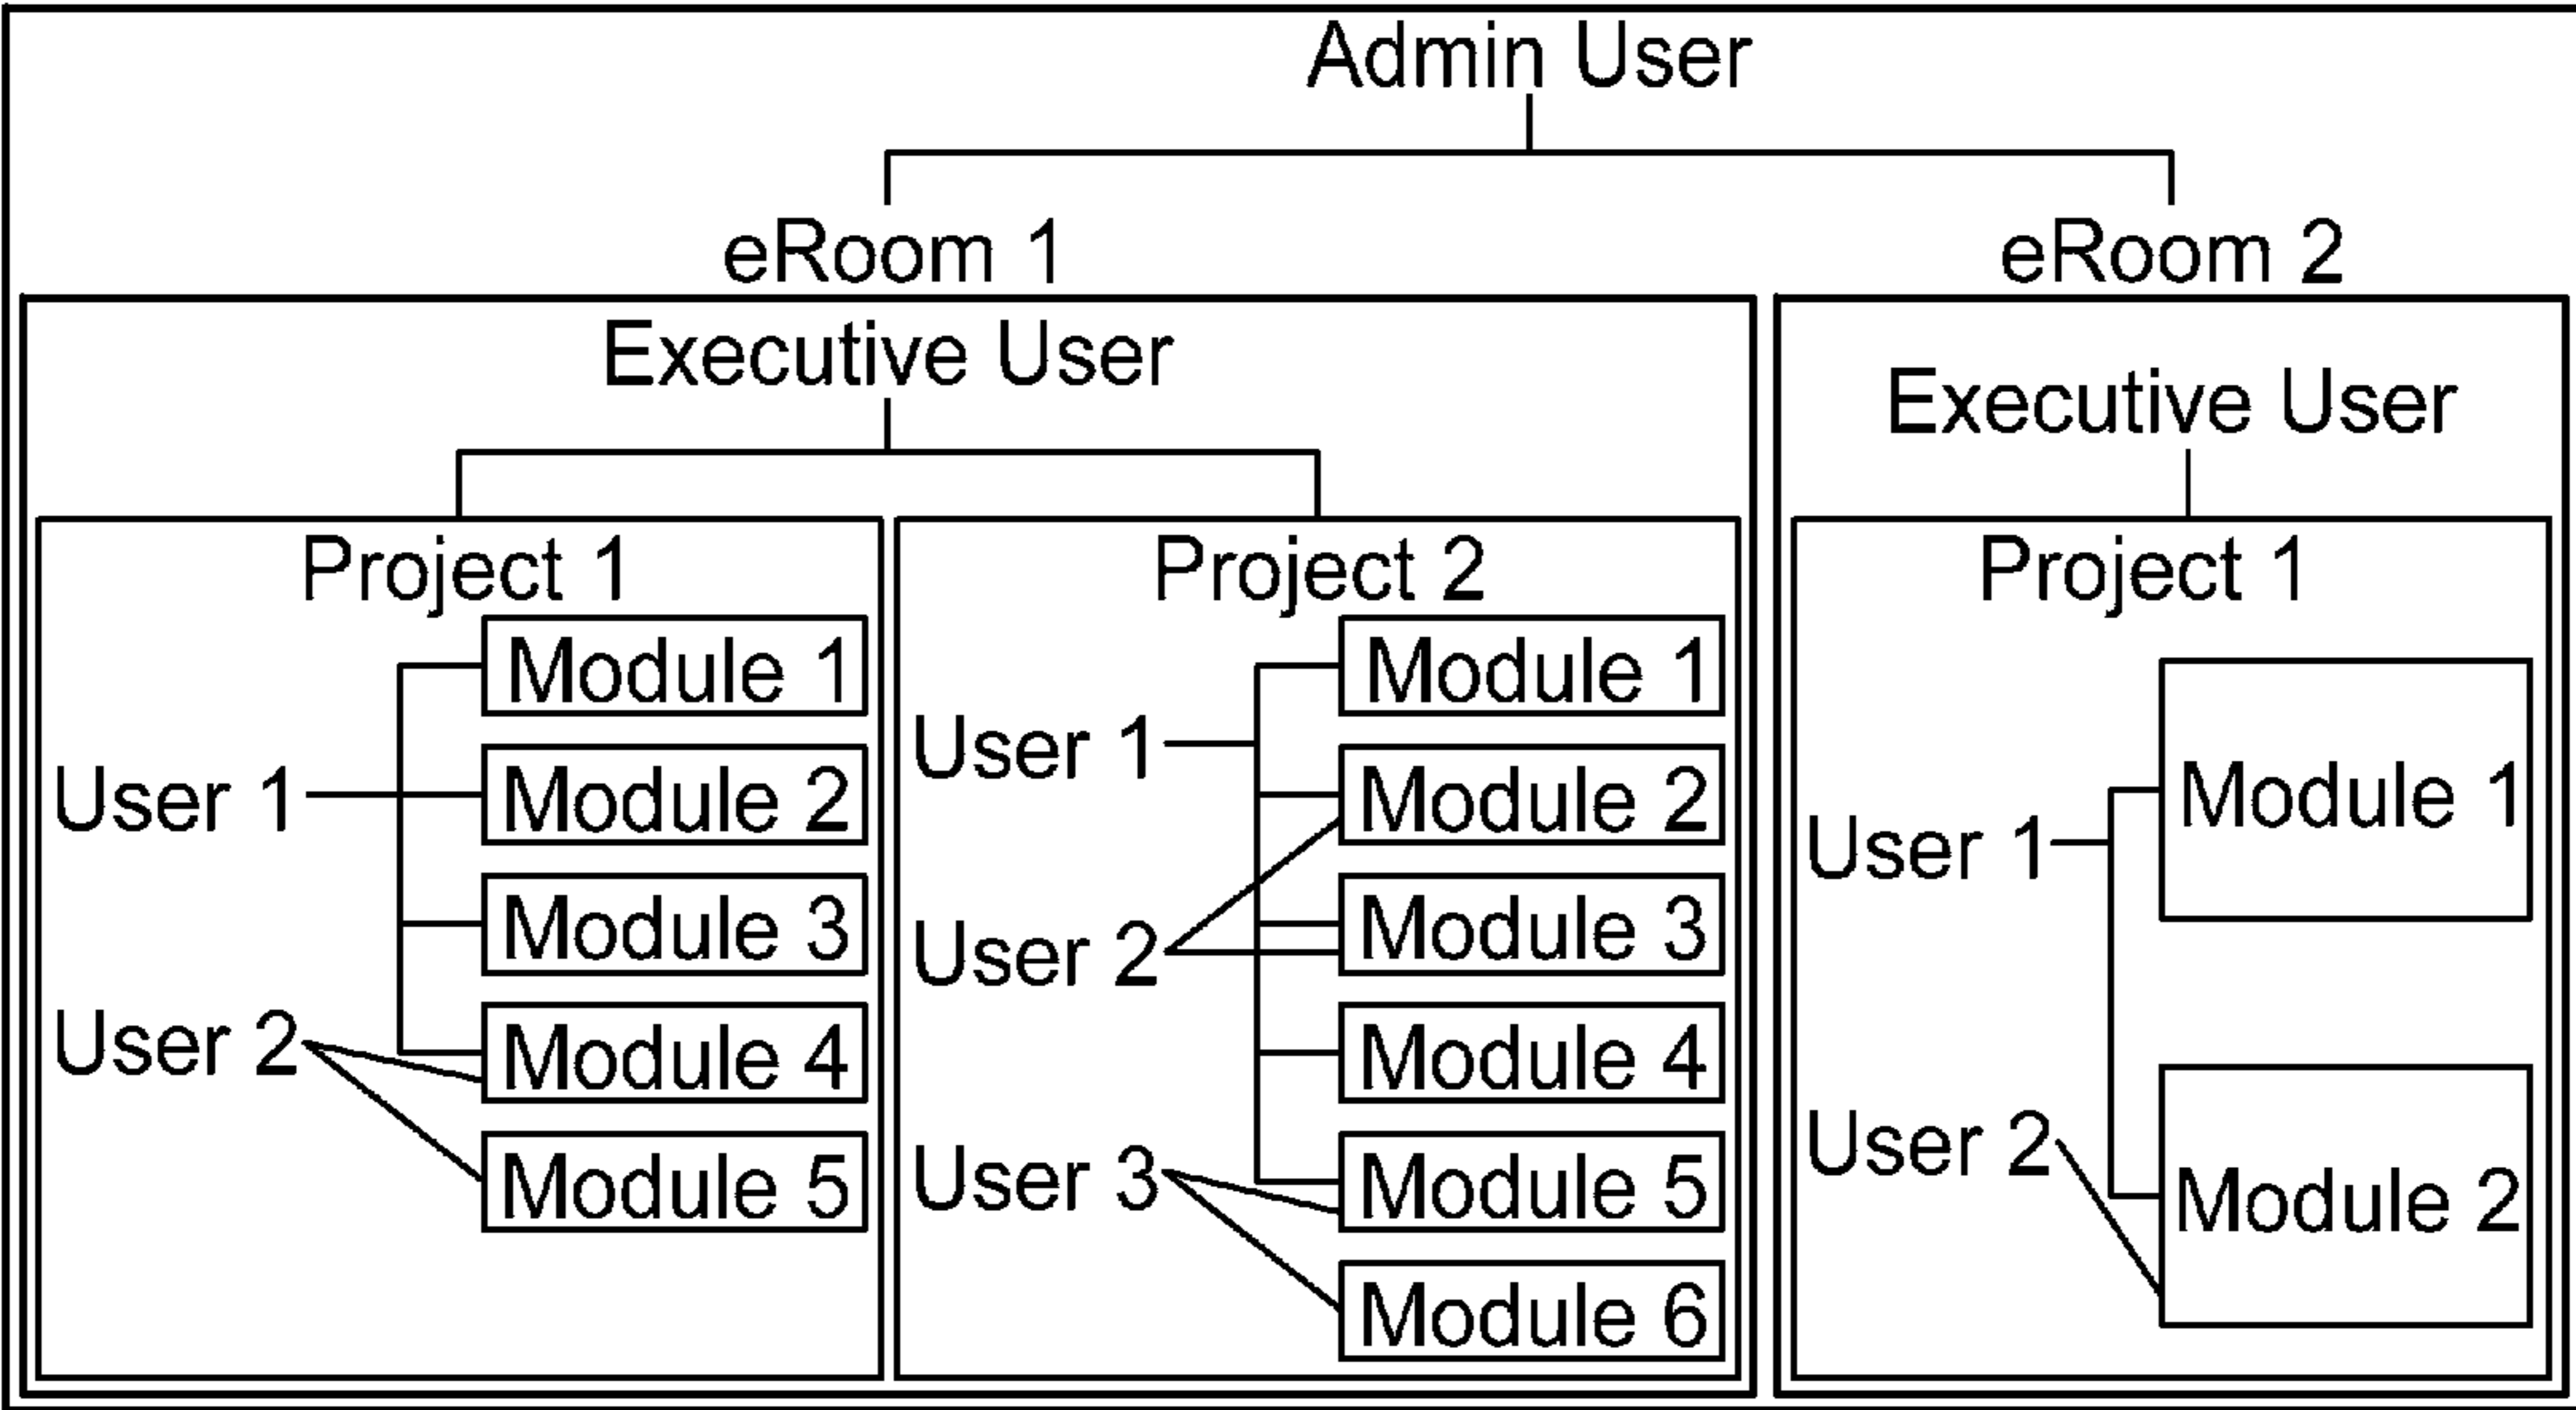 Admin User
eRoom 1
eRoom 2
Executive User
Executive User
Project 1
Module 1
Module 2
Module 3
Module 4
Module 5
User 1
User 2
Project 2
Module 1
Module 2
Module 3
Module 4
Module 5
Module 6
User 1
User 2
User 3
Project 1
Module 1
Module 2
User 1
User 2